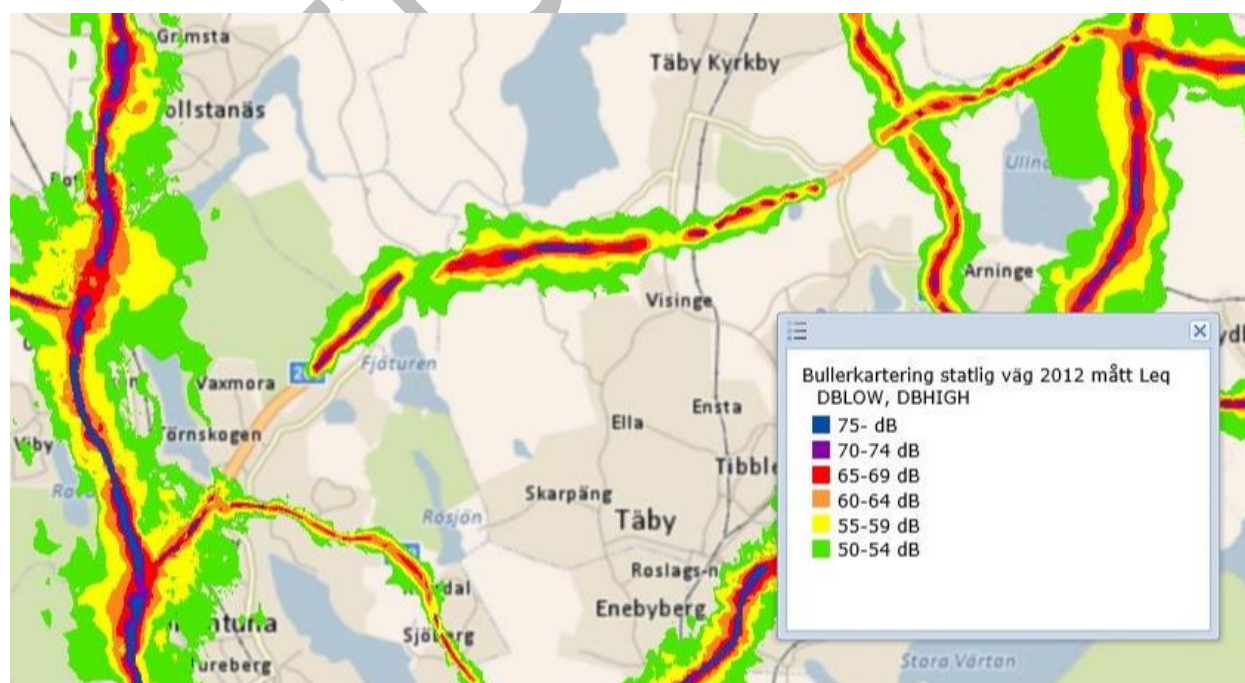 Grimsta
Täby Kyrkby
ollstanäs
Ulln
Arninge
Visinge
Fjäturen
Vaxmora
Ensta
Ella
Törnskogen
Viby
Tibble
Skarpäng
Rösjön
Täby
Roslags-n
Enebyberg
dal
Sjöberg
ntuna
ureberg
Stora Värtan
Bullerkartering statlig väg 2012 mått Leq
DBLOW, DBHIGH
75- dB
70-74 dB
65-69 dB
60-64 dB
55-59 dB
50-54 dB